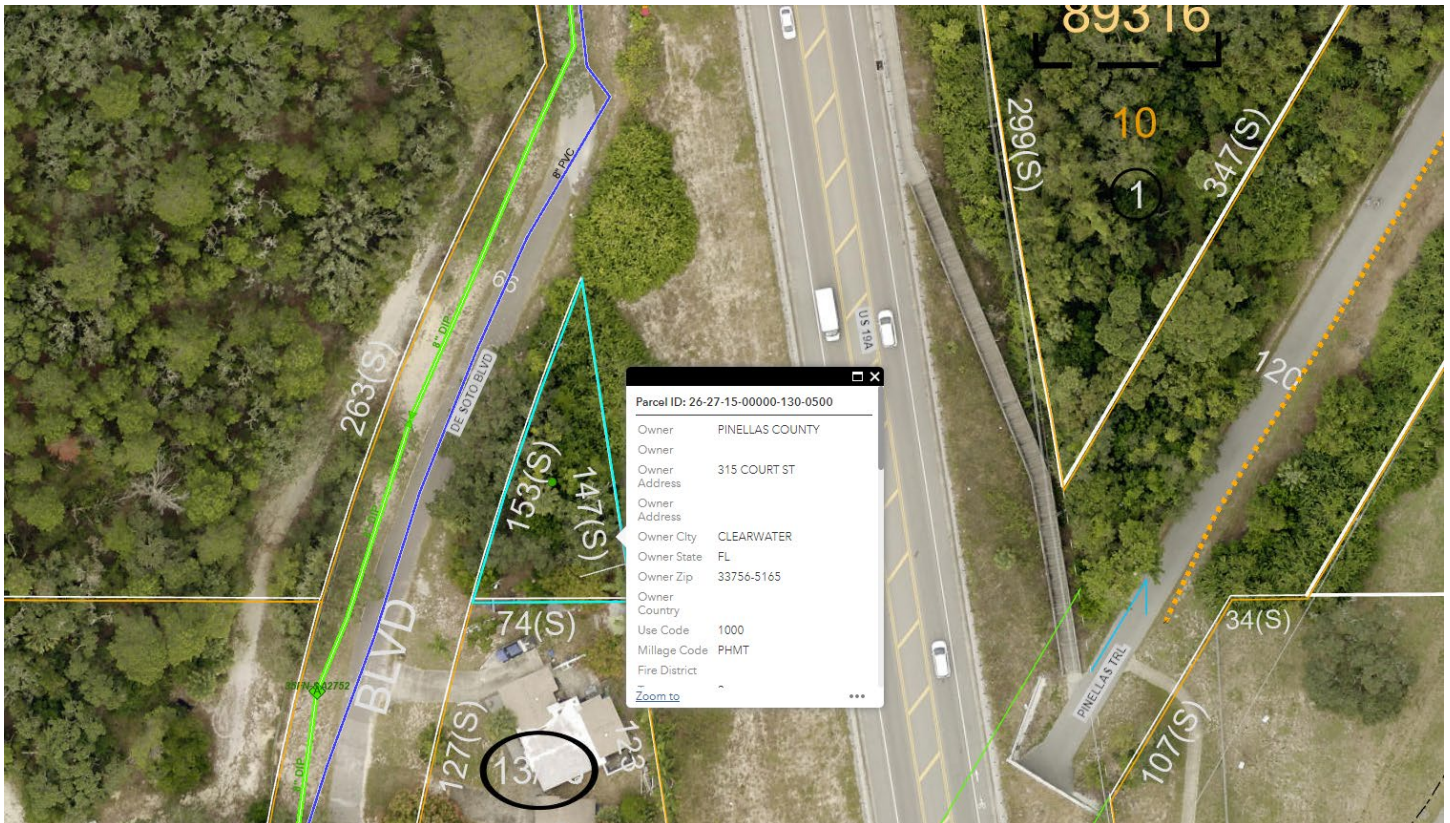 89316
10
1
299(S)
347(S)
8" PVC
66
8" DIP
263(S)
DE SOTO BLVD
US 19A
120
153(S)
147(S)
DIP
BLVD
74(S)
127(S)
123
34(S)
107(S)
PINELLAS TRL
Parcel ID: 26-27-15-00000-130-0500
Owner PINELLAS COUNTY
Owner
Owner Address 315 COURT ST
Owner Address
Owner City CLEARWATER
Owner State FL
Owner Zip 33756-5165
Owner Country
Use Code 1000
Millage Code PHMT
Fire District
Zoom to